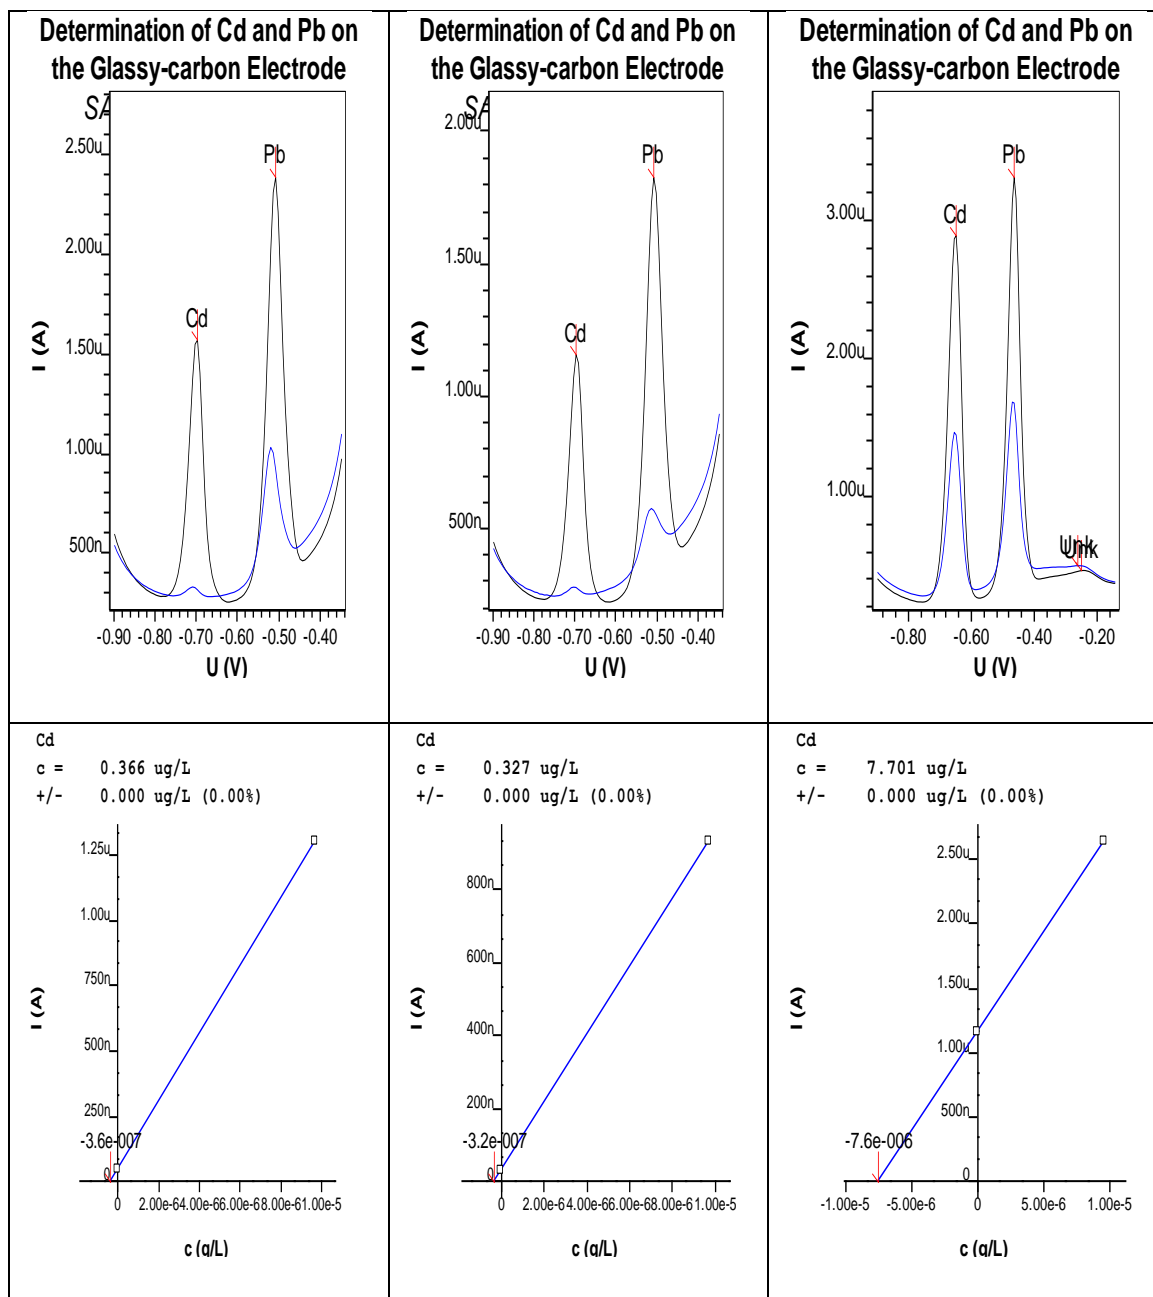 Determination of Cd and Pb on
the Glassy-carbon Electrode
2.50u
2.00u
1.50u
1.00u
500n
Pb
Cd
I (A)
-0.90 -0.80 -0.70 -0.60 -0.50 -0.40
U (V)
Determination of Cd and Pb on
the Glassy-carbon Electrode
2.00u
1.50u
1.00u
500n
Pb
Cd
I (A)
-0.90 -0.80 -0.70 -0.60 -0.50 -0.40
U (V)
Determination of Cd and Pb on
the Glassy-carbon Electrode
3.00u
2.00u
1.00u
Pb
Cd
Unk
Unk
I (A)
-0.80 -0.60 -0.40 -0.20
U (V)
Cd
c = 0.366 ug/L
+/- 0.000 ug/L (0.00%)
1.25u
1.00u
750n
500n
250n
-3.6e-007
0
I (A)
0 2.00e-6 4.00e-6 6.00e-6 8.00e-6 1.00e-5
c (g/L)
Cd
c = 0.327 ug/L
+/- 0.000 ug/L (0.00%)
800n
600n
400n
200n
-3.2e-007
0
I (A)
0 2.00e-6 4.00e-6 6.00e-6 8.00e-6 1.00e-5
c (g/L)
Cd
c = 7.701 ug/L
+/- 0.000 ug/L (0.00%)
2.50u
2.00u
1.50u
1.00u
500n
-7.6e-006
0
I (A)
-1.00e-5 -5.00e-6 0 5.00e-6 1.00e-5
c (g/L)